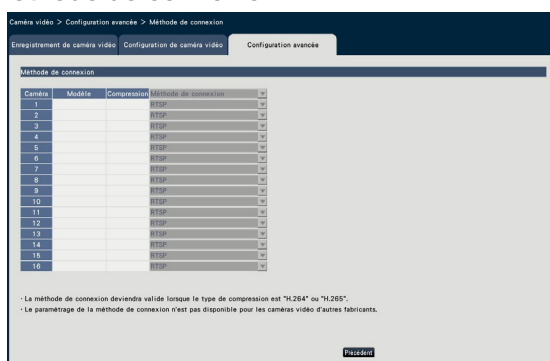 Caméra vidéo > Configuration avancée > Méthode de connexion
Enregistrement de caméra vidéo Configuration de caméra vidéo Configuration avancée
Méthode de connexion
Caméra Modèle Compression Méthode de connexion
1 RTSP
2 RTSP
3 RTSP
4 RTSP
5 RTSP
6 RTSP
7 RTSP
8 RTSP
9 RTSP
10 RTSP
11 RTSP
12 RTSP
13 RTSP
14 RTSP
15 RTSP
16 RTSP
· La méthode de connexion deviendra valide lorsque le type de compression est "H.264" ou "H.265".
· Le paramétrage de la méthode de connexion n'est pas disponible pour les caméras vidéo d'autres fabricants.
Précédent